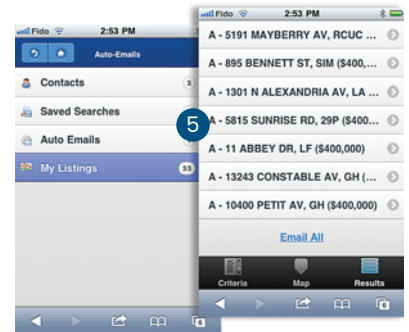 Fido 2:53 PM
Auto-Emails
Contacts 3
Saved Searches
Auto Emails
My Listings 33
6
5
Fido 2:53 PM
A - 5191 MAYBERRY AV, RCUC ...
A - 895 BENNETT ST, SIM ($400,...
A - 1301 N ALEXANDRIA AV, LA ...
A - 5815 SUNRISE RD, 29P ($400...
A - 11 ABBEY DR, LF ($400,000)
A - 13243 CONSTABLE AV, GH (...
A - 10400 PETIT AV, GH ($400,000)
Email All
Criteria Map Results
6